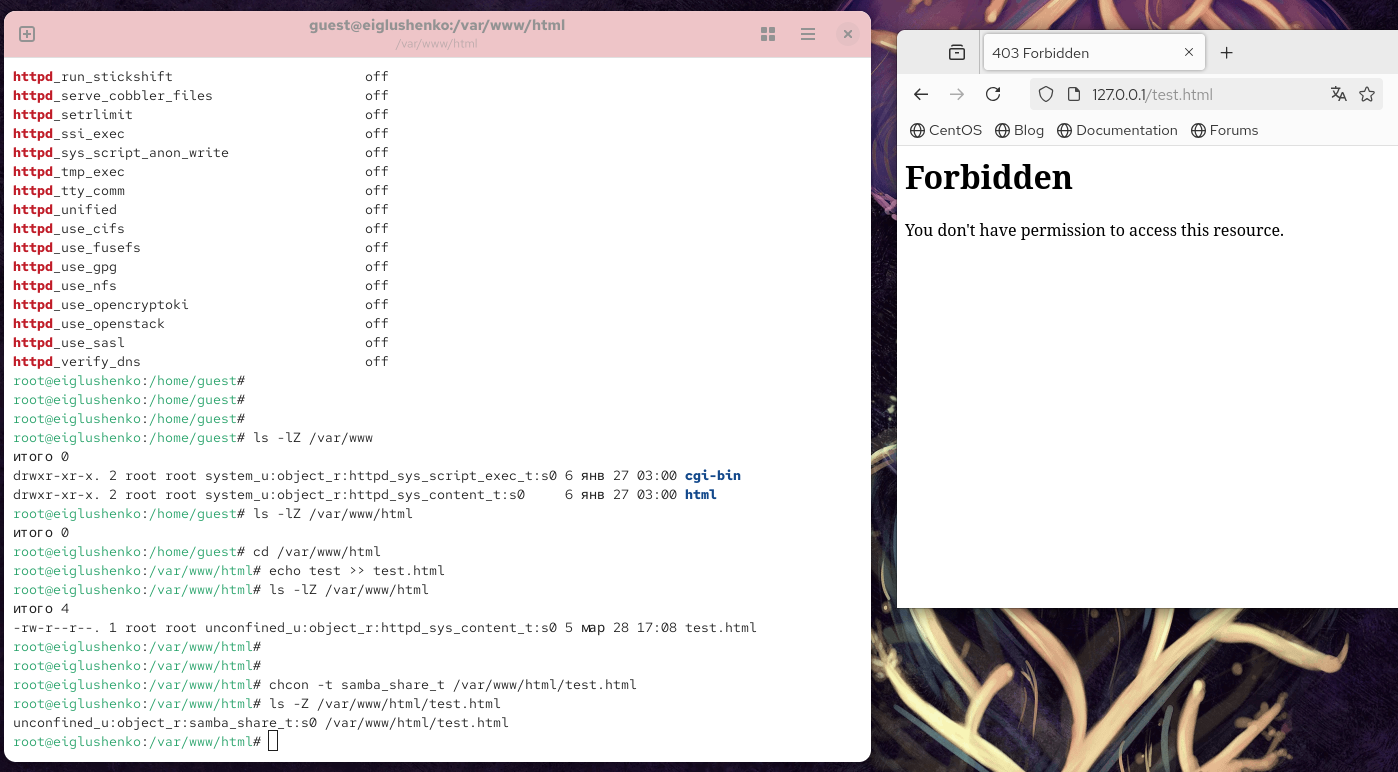 guest@eiglushenko:/var/www/html
/var/www/html
httpd_run_stickshift off
httpd_serve_cobbler_files off
httpd_setrlimit off
httpd_ssi_exec off
httpd_sys_script_anon_write off
httpd_tmp_exec off
httpd_tty_comm off
httpd_unified off
httpd_use_cifs off
httpd_use_fusefs off
httpd_use_gpg off
httpd_use_nfs off
httpd_use_opencryptoki off
httpd_use_openstack off
httpd_use_sasl off
httpd_verify_dns off
root@eiglushenko:/home/guest#
root@eiglushenko:/home/guest#
root@eiglushenko:/home/guest#
root@eiglushenko:/home/guest# ls -lZ /var/www
итого 0
drwxr-xr-x. 2 root root system_u:object_r:httpd_sys_script_exec_t:s0 6 янв 27 03:00 cgi-bin
drwxr-xr-x. 2 root root system_u:object_r:httpd_sys_content_t:s0     6 янв 27 03:00 html
root@eiglushenko:/home/guest# ls -lZ /var/www/html
итого 0
root@eiglushenko:/home/guest# cd /var/www/html
root@eiglushenko:/var/www/html# echo test >> test.html
root@eiglushenko:/var/www/html# ls -lZ /var/www/html
итого 4
-rw-r--r--. 1 root root unconfined_u:object_r:httpd_sys_content_t:s0 5 мар 28 17:08 test.html
root@eiglushenko:/var/www/html#
root@eiglushenko:/var/www/html#
root@eiglushenko:/var/www/html# chcon -t samba_share_t /var/www/html/test.html
root@eiglushenko:/var/www/html# ls -Z /var/www/html/test.html
unconfined_u:object_r:samba_share_t:s0 /var/www/html/test.html
root@eiglushenko:/var/www/html#
403 Forbidden
127.0.0.1/test.html
CentOS Blog Documentation Forums
Forbidden
You don't have permission to access this resource.